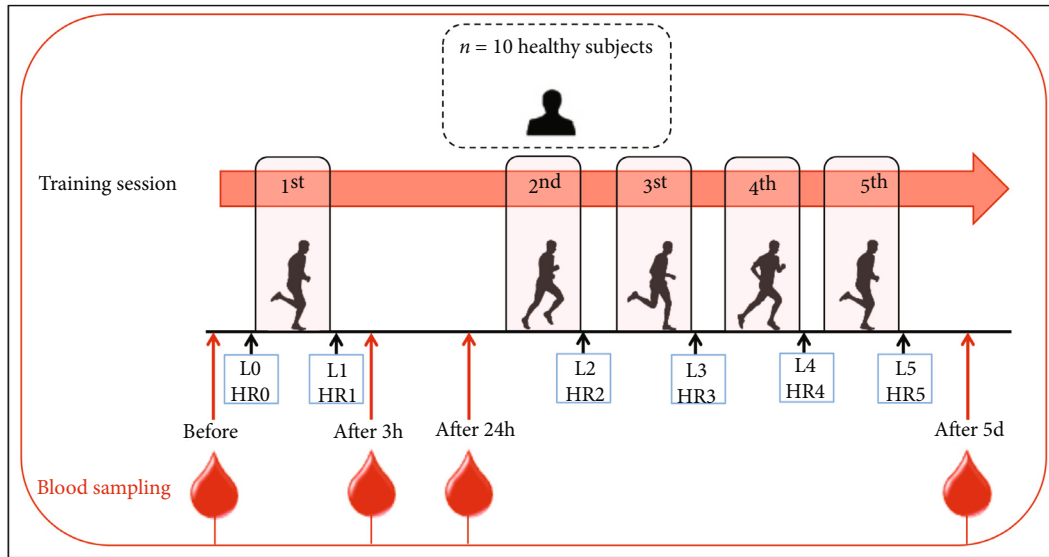 n = 10 healthy subjects
Training session
1st
2nd
3st
4th
5th
L0
HR0
L1
HR1
L2
HR2
L3
HR3
L4
HR4
L5
HR5
Before
After 3h
After 24h
After 5d
Blood sampling